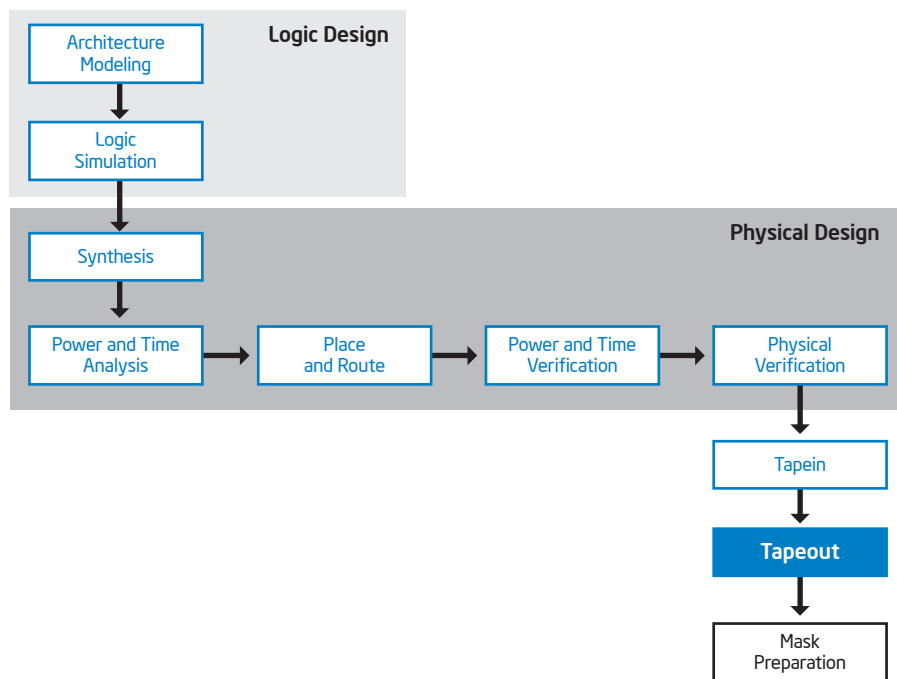 Logic Design
Architecture
Modeling
Logic
Simulation
Physical Design
Synthesis
Power and Time
Analysis
Place
and Route
Power and Time
Verification
Physical
Verification
Tapein
Tapeout
Mask
Preparation